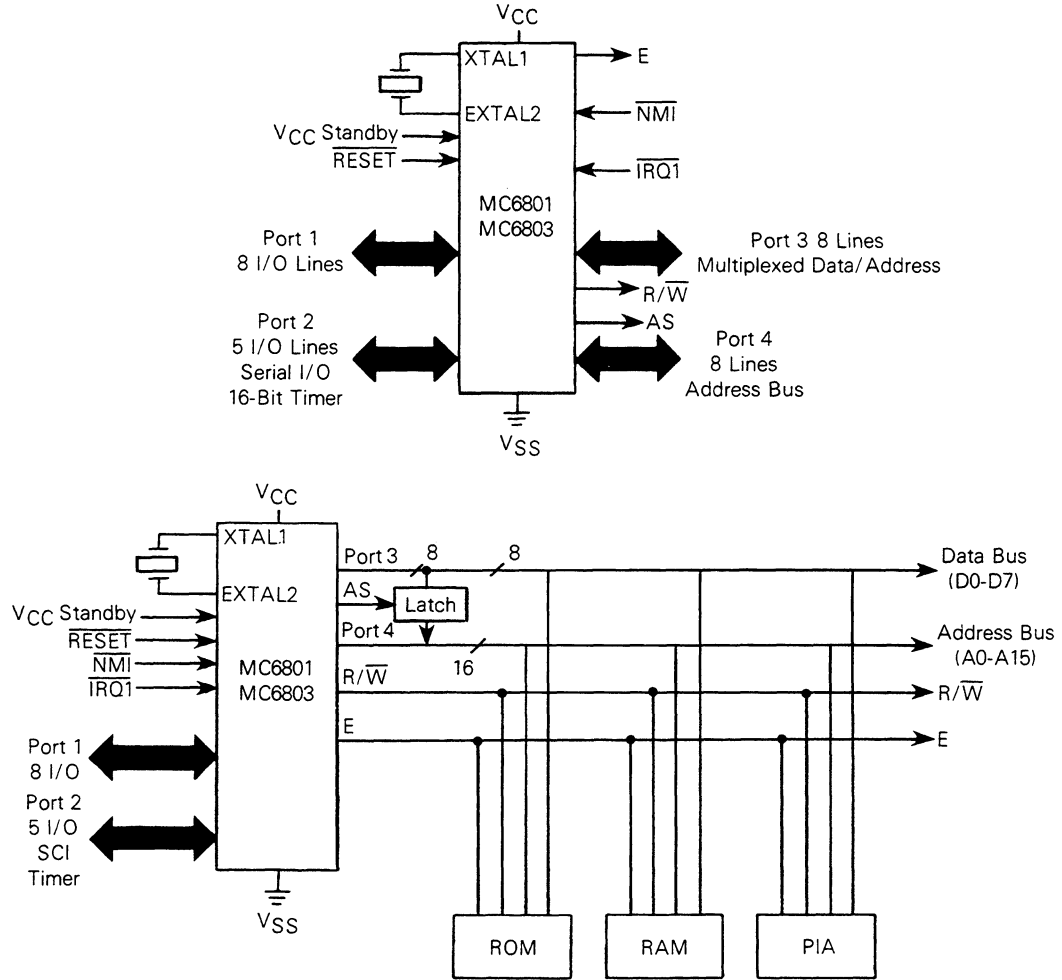 VCC
XTAL1
E
EXTAL2
NMI
VCC Standby
RESET
IRQ1
MC6801
MC6803
Port 1
8 I/O Lines
Port 3 8 Lines
Multiplexed Data/Address
R/W
AS
Port 2
5 I/O Lines
Serial I/O
16-Bit Timer
Port 4
8 Lines
Address Bus
VSS
VCC
XTAL1
EXTAL2
Port 3
8
8
Data Bus
(D0-D7)
AS
Latch
VCC Standby
RESET
NMI
IRQ1
Port 4
16
Address Bus
(A0-A15)
MC6801
MC6803
R/W
R/W
E
E
Port 1
8 I/O
Port 2
5 I/O
SCI
Timer
VSS
ROM
RAM
PIA